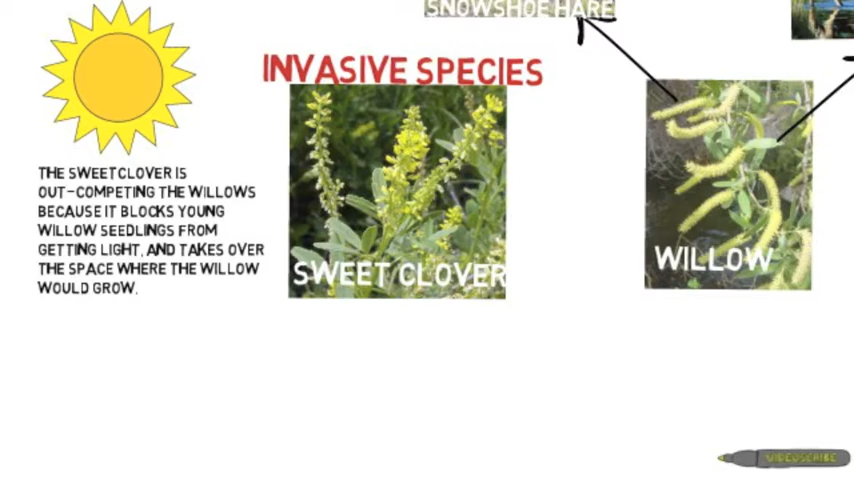 SNOWSHOE HARE
INVASIVE SPECIES
THE SWEETCLOVER IS
OUT-COMPETING THE WILLOWS
BECAUSE IT BLOCKS YOUNG
WILLOW SEEDLINGS FROM
GETTING LIGHT, AND TAKES OVER
THE SPACE WHERE THE WILLOW
WOULD GROW.
SWEET CLOVER
WILLOW
VIDEOSCRIBE